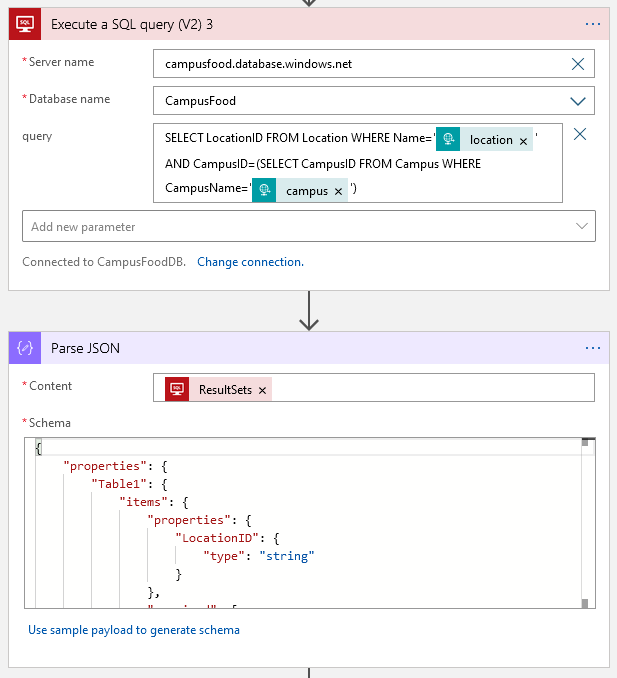 SQL Execute a SQL query (V2) 3 ...
* Server name campusfood.database.windows.net
* Database name CampusFood
query SELECT LocationID FROM Location WHERE Name=' location × '
AND CampusID=(SELECT CampusID FROM Campus WHERE
CampusName=' campus × ')
Add new parameter
Connected to CampusFoodDB. Change connection.
{} Parse JSON ...
* Content SQL ResultSets ×
* Schema
{
"properties": {
"Table1": {
"items": {
"properties": {
"LocationID": {
"type": "string"
}
},
Use sample payload to generate schema